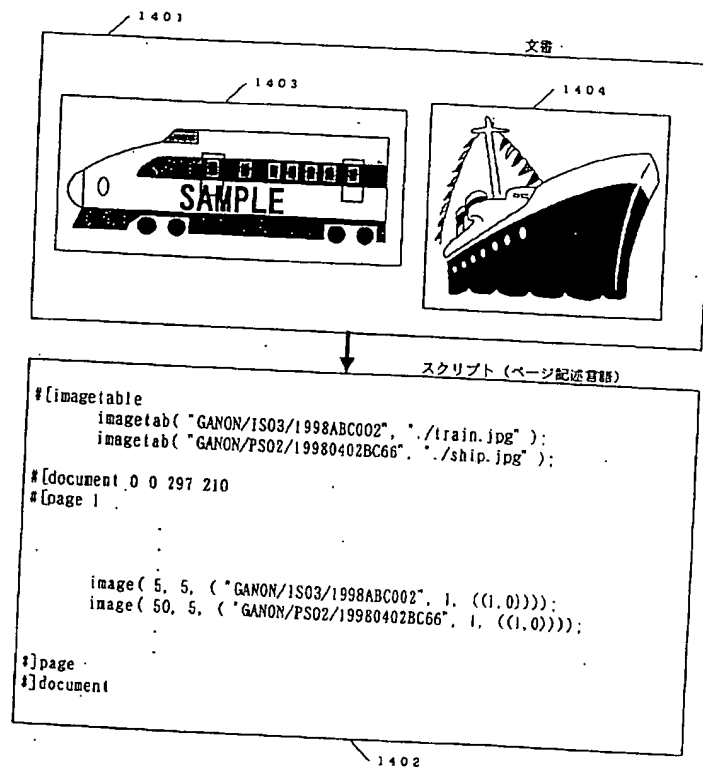 1401
文書
1403
1404
SAMPLE
スクリプト（ページ記述言語）
#[imagetable
imagetab( "GANON/IS03/1998ABC002", "./train.jpg" );
imagetab( "GANON/PS02/19980402BC66", "./ship.jpg" );
#[document 0 0 297 210
#[page 1
.
.
.
image( 5, 5, ( "GANON/IS03/1998ABC002", 1, ((1,0))));
image( 50, 5, ( "GANON/PS02/19980402BC66", 1, ((1,0))));
.
.
#]page
#]document
1402